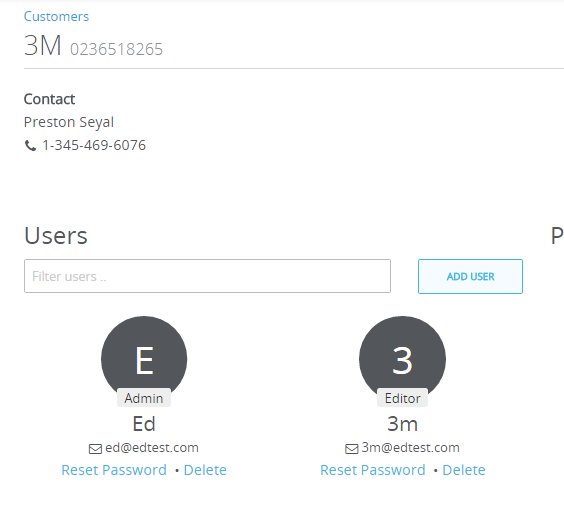 Customers
3M 0236518265
Contact
Preston Seyal
1-345-469-6076
Users
P
Filter users ..
ADD USER
E
3
Admin
Editor
Ed
3m
ed@edtest.com
3m@edtest.com
Reset Password • Delete
Reset Password • Delete